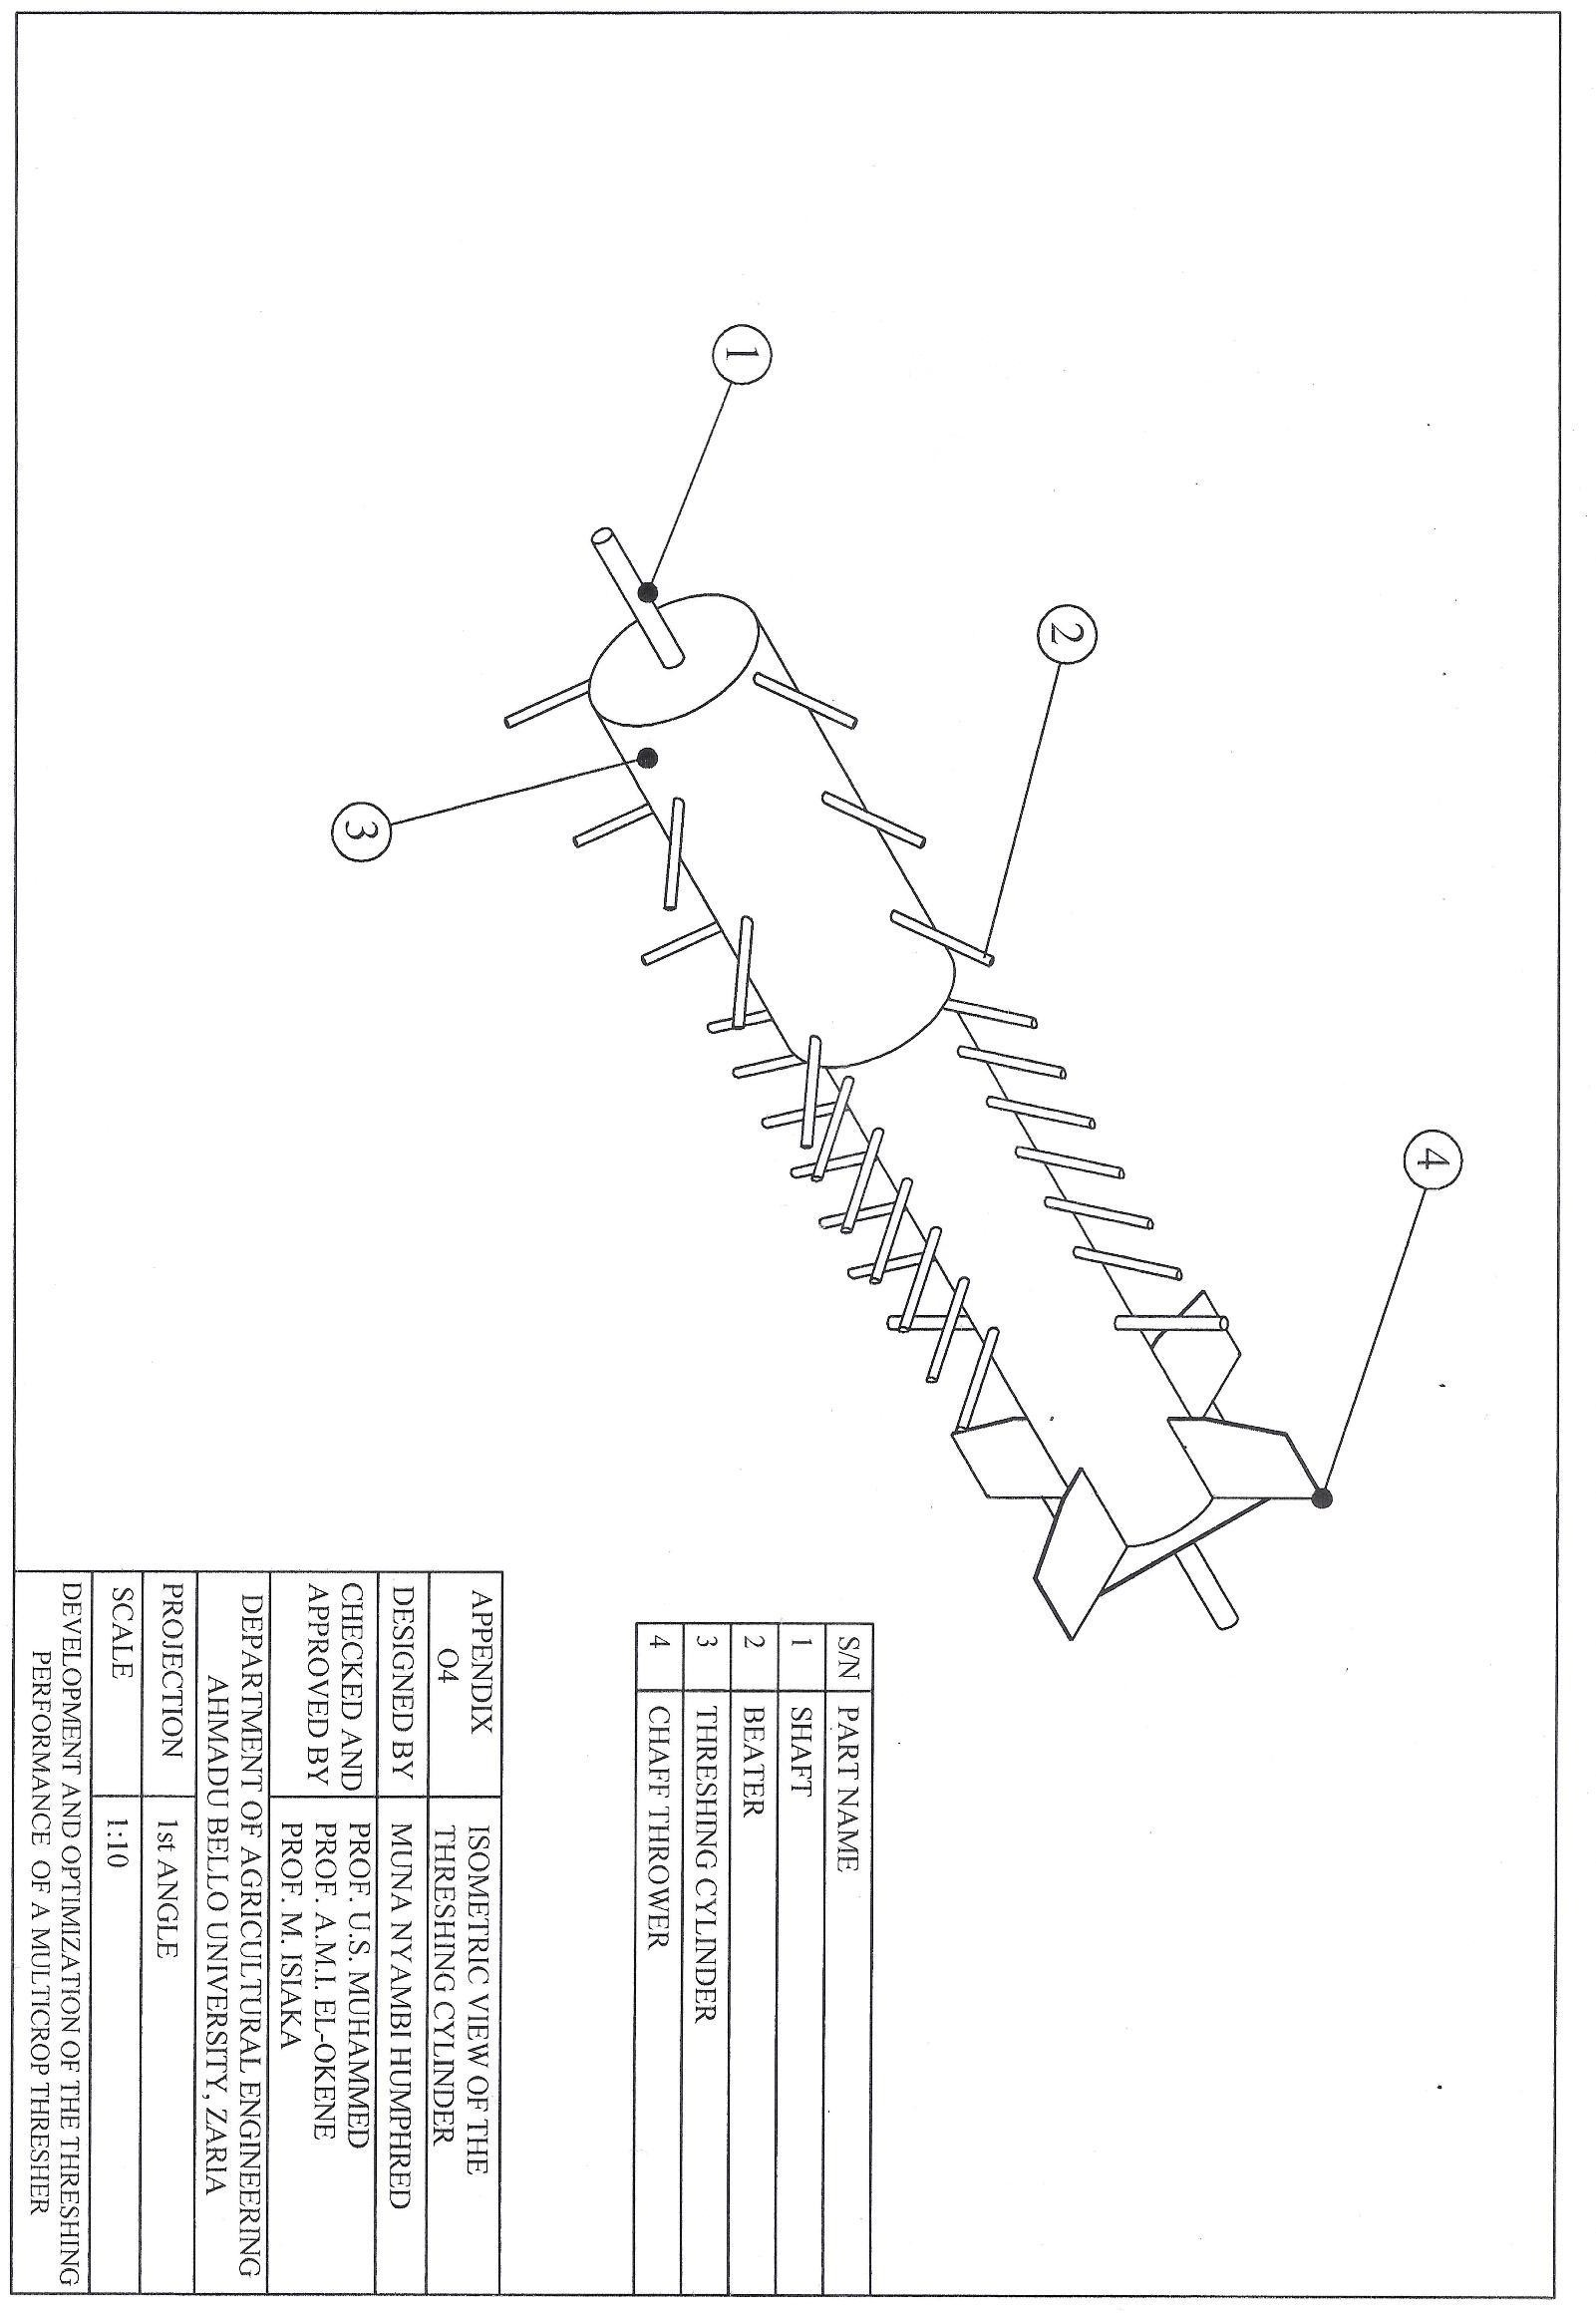 1
2
3
4
S/N PART NAME
1 SHAFT
2 BEATER
3 THRESHING CYLINDER
4 CHAFF THROWER
APPENDIX
O4
ISOMETRIC VIEW OF THE
THRESHING CYLINDER
DESIGNED BY MUNA NYAMBI HUMPHRED
CHECKED AND
APPROVED BY
PROF. U.S. MUHAMMED
PROF. A.M.I. EL-OKENE
PROF. M. ISIAKA
DEPARTMENT OF AGRICULTURAL ENGINEERING
AHMADU BELLO UNIVERSITY, ZARIA
PROJECTION 1st ANGLE
SCALE 1:10
DEVELOPMENT AND OPTIMIZATION OF THE THRESHING
PERFORMANCE OF A MULTICROP THRESHER